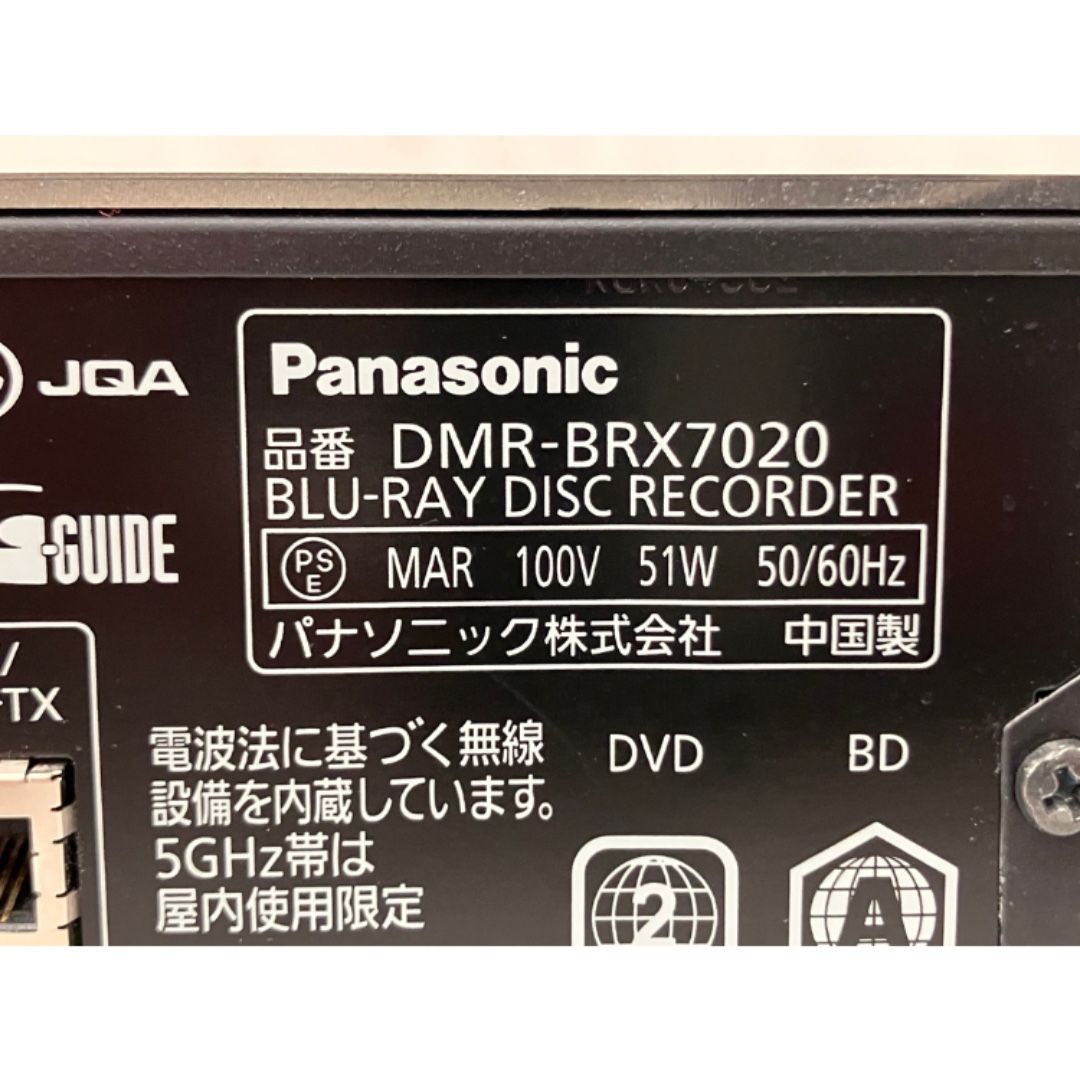 JQA
G-GUIDE
Panasonic
品番 DMR-BRX7020
BLU-RAY DISC RECORDER
PSE MAR 100V 51W 50/60Hz
パナソニック株式会社 中国製
/
-TX
電波法に基づく無線
設備を内蔵しています。
5GHz帯は
屋内使用限定
DVD BD
2 A